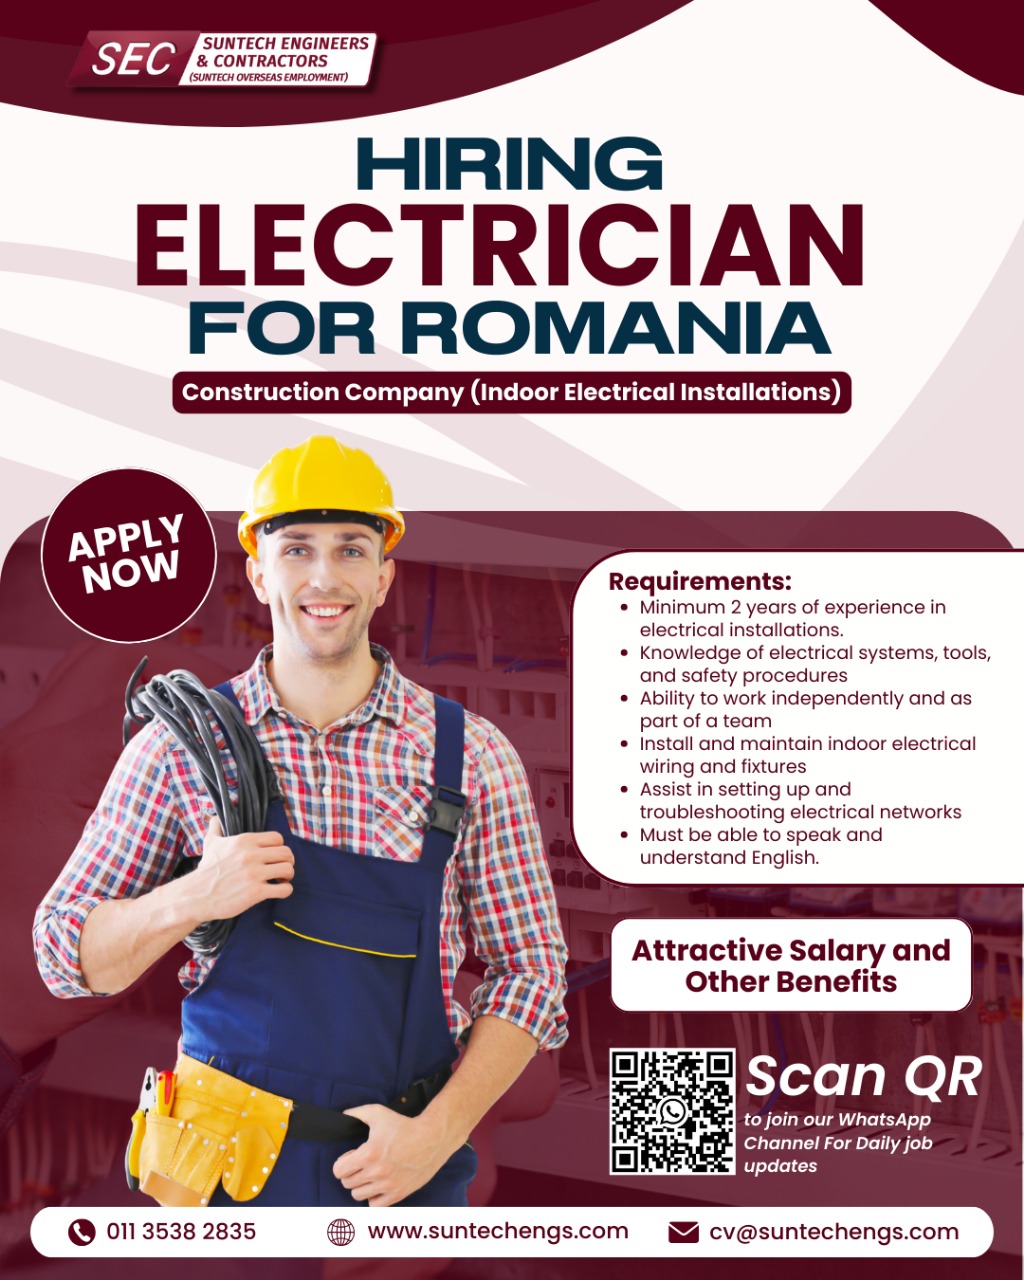 SEC
SUNTECH ENGINEERS
& CONTRACTORS
(SUNTECH OVERSEAS EMPLOYMENT)
HIRING
ELECTRICIAN
FOR ROMANIA
Construction Company (Indoor Electrical Installations)
APPLY
NOW
Requirements:
• Minimum 2 years of experience in
electrical installations.
• Knowledge of electrical systems, tools,
and safety procedures
• Ability to work independently and as
part of a team
• Install and maintain indoor electrical
wiring and fixtures
• Assist in setting up and
troubleshooting electrical networks
• Must be able to speak and
understand English.
Attractive Salary and
Other Benefits
Scan QR
to join our WhatsApp
Channel For Daily job
updates
011 3538 2835
www.suntechengs.com
cv@suntechengs.com